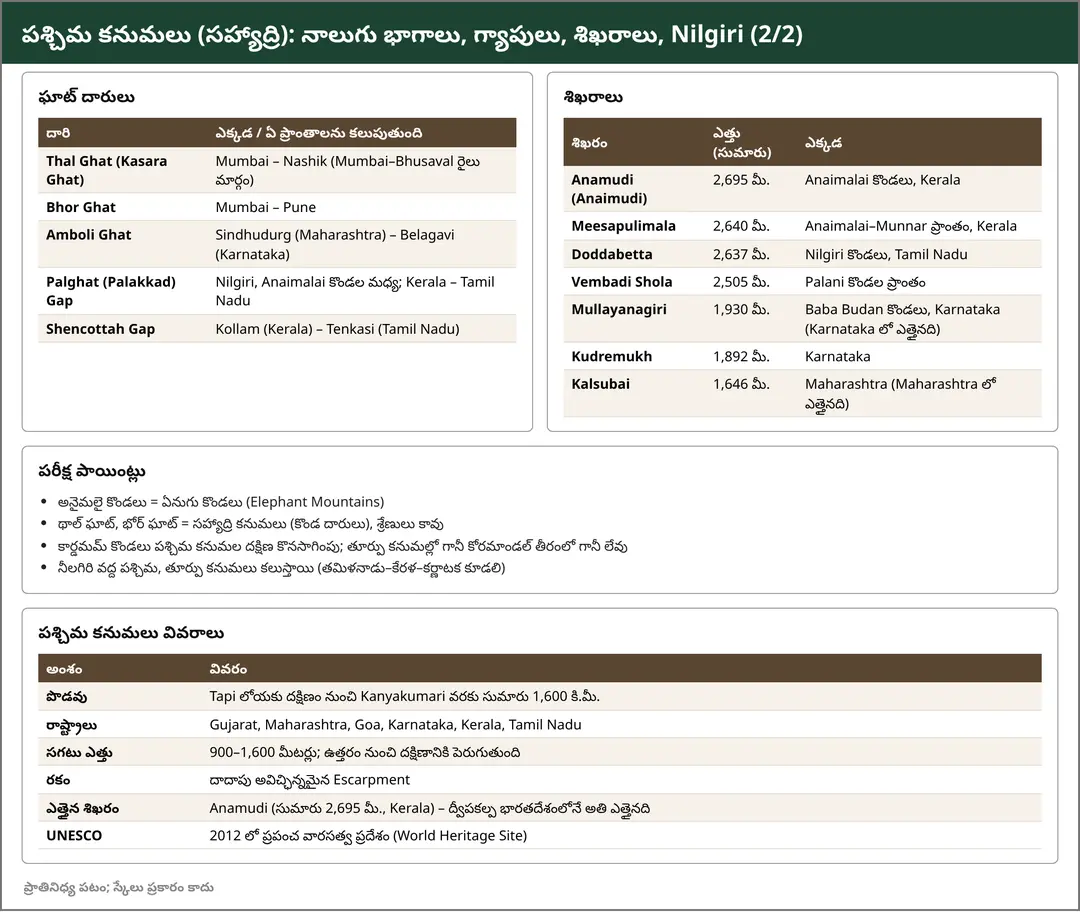 పశ్చిమ కనుమలు (సహ్యాద్రి): నాలుగు భాగాలు, గ్యాపులు, శిఖరాలు, Nilgiri (2/2)
ఘాట్ దారులు
దారి ఎక్కడ / ఏ ప్రాంతాలను కలుపుతుంది
Thal Ghat (Kasara Ghat) Mumbai – Nashik (Mumbai–Bhusaval రైలు మార్గం)
Bhor Ghat Mumbai – Pune
Amboli Ghat Sindhudurg (Maharashtra) – Belagavi (Karnataka)
Palghat (Palakkad) Gap Nilgiri, Anaimalai కొండల మధ్య; Kerala – Tamil Nadu
Shencottah Gap Kollam (Kerala) – Tenkasi (Tamil Nadu)
శిఖరాలు
శిఖరం ఎత్తు (సుమారు) ఎక్కడ
Anamudi (Anaimudi) 2,695 మీ. Anaimalai కొండలు, Kerala
Meesapulimala 2,640 మీ. Anaimalai–Munnar ప్రాంతం, Kerala
Doddabetta 2,637 మీ. Nilgiri కొండలు, Tamil Nadu
Vembadi Shola 2,505 మీ. Palani కొండల ప్రాంతం
Mullayanagiri 1,930 మీ. Baba Budan కొండలు, Karnataka (Karnataka లో ఎత్తైనది)
Kudremukh 1,892 మీ. Karnataka
Kalsubai 1,646 మీ. Maharashtra (Maharashtra లో ఎత్తైనది)
పరీక్ష పాయింట్లు
• అనైమలై కొండలు = ఏనుగు కొండలు (Elephant Mountains)
• థాల్ ఘాట్, భోర్ ఘాట్ = సహ్యాద్రి కనుమలు (కొండ దారులు), శ్రేణులు కావు
• కార్డమమ్ కొండలు పశ్చిమ కనుమల దక్షిణ కొనసాగింపు; తూర్పు కనుమల్లో గానీ కోరమాండల్ తీరంలో గానీ లేవు
• నీలగిరి వద్ద పశ్చిమ, తూర్పు కనుమలు కలుస్తాయి (తమిళనాడు–కేరళ–కర్ణాటక కూడలి)
పశ్చిమ కనుమలు వివరాలు
అంశం వివరం
పొడవు Tapi లోయకు దక్షిణం నుంచి Kanyakumari వరకు సుమారు 1,600 కి.మీ.
రాష్ట్రాలు Gujarat, Maharashtra, Goa, Karnataka, Kerala, Tamil Nadu
సగటు ఎత్తు 900–1,600 మీటర్లు; ఉత్తరం నుంచి దక్షిణానికి పెరుగుతుంది
రకం దాదాపు అవిచ్ఛిన్నమైన Escarpment
ఎత్తైన శిఖరం Anamudi (సుమారు 2,695 మీ., Kerala) – ద్వీపకల్ప భారతదేశంలోనే అతి ఎత్తైనది
UNESCO 2012 లో ప్రపంచ వారసత్వ ప్రదేశం (World Heritage Site)
ప్రాతినిధ్య పటం; స్కేలు ప్రకారం కాదు